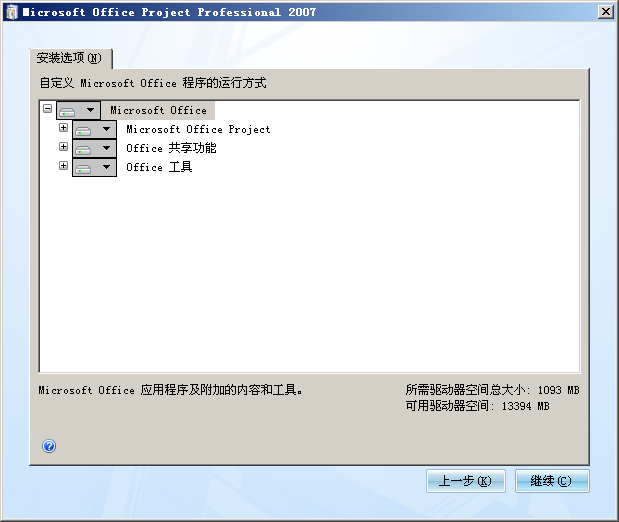 Microsoft Office Project Professional 2007
安装选项(N)
自定义 Microsoft Office 程序的运行方式
Microsoft Office
Microsoft Office Project
Office 共享功能
Office 工具
Microsoft Office 应用程序及附加的内容和工具。
所需驱动器空间总大小: 1093 MB
可用驱动器空间: 13394 MB
上一步(K) 继续(C)